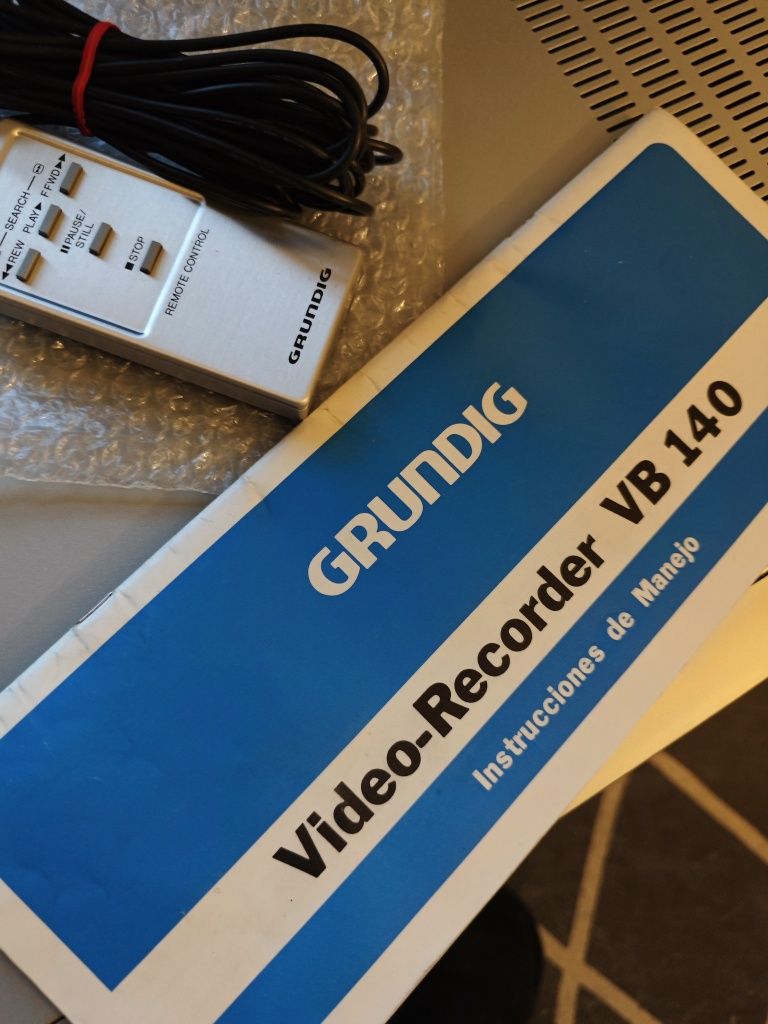 SEARCH
◀◀ REW PLAY ▶ FFWD ▶▶
⏸ PAUSE/
STILL
■ STOP
REMOTE CONTROL
GRUNDIG
GRUNDIG
Video-Recorder VB 140
Instrucciones de Manejo